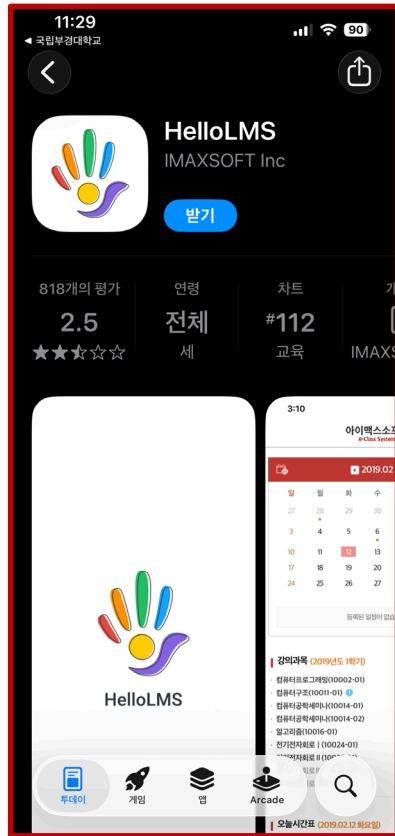 11:29
90
◀ 국립부경대학교
HelloLMS
IMAXSOFT Inc
받기
818개의 평가
2.5
★★☆☆
연령
전체
세
차트
#112
교육
IMAXS
HelloLMS
3:10
아이맥스소프
e-Class System
2019.02
일 월 화 수
27 28 29 30
3 4 5 6
10 11 12 13
17 18 19 20
24 25 26 27
등록된 일정이 없습
강의과목 (2019년도 1학기)
컴퓨터프로그래밍(10002-01)
컴퓨터구조(10011-01)
컴퓨터공학세미나(10014-01)
컴퓨터공학세미나(10014-02)
알고리즘(10016-01)
전기전자회로 I (10024-01)
오늘시간표 (2019.02.12 화요일)
투데이
게임
앱
Arcade